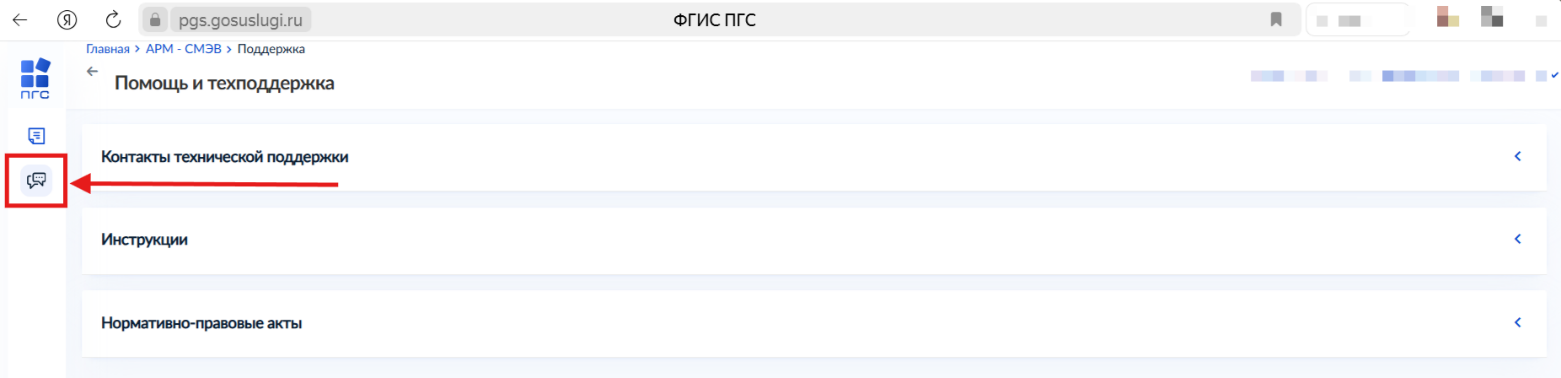 Я pgs.gosuslugi.ru ФГИС ПГС
Главная > АРМ - СМЭВ > Поддержка
← Помощь и техподдержка
ПГС
Контакты технической поддержки
Инструкции
Нормативно-правовые акты